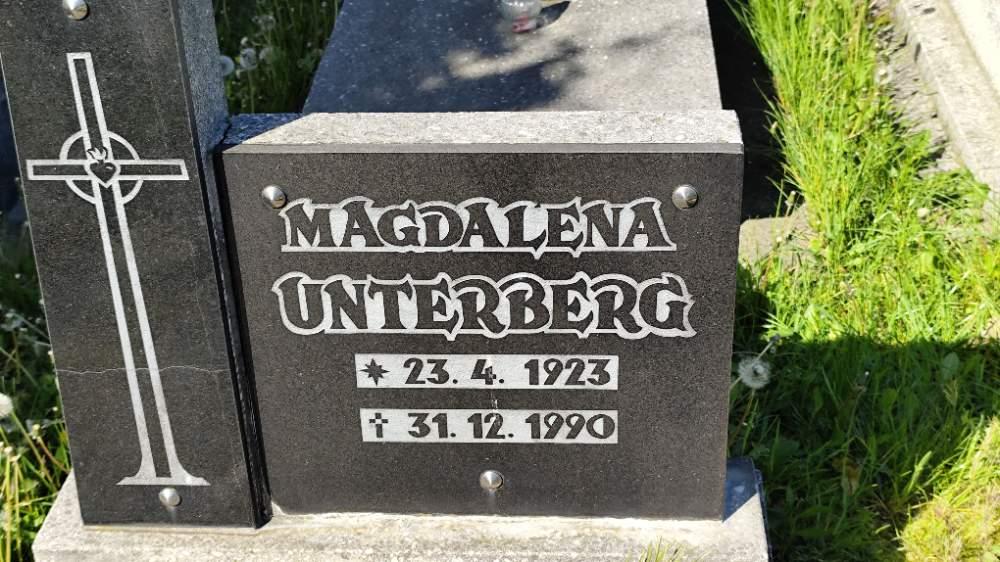 MAGDALENA
UNTERBERG
* 23. 4. 1923
† 31. 12. 1990